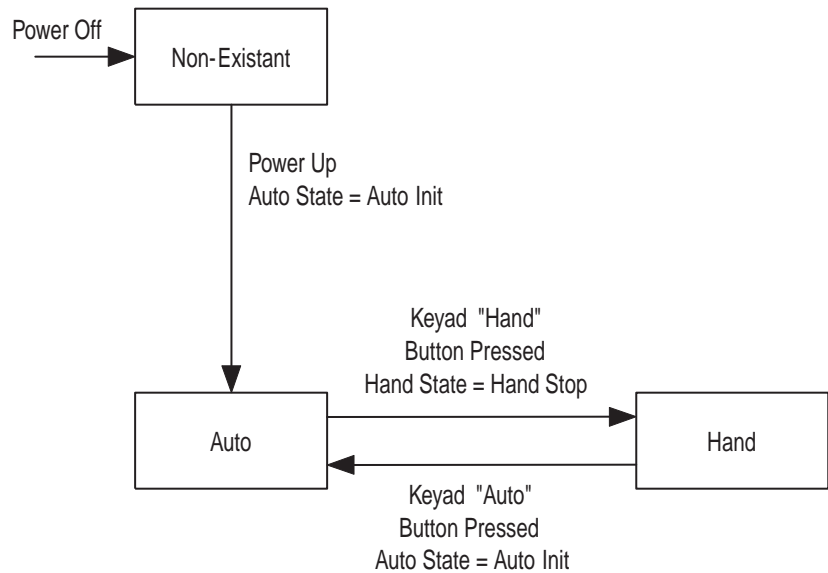 Power Off
Non-Existant
Power Up
Auto State = Auto Init
Keyad "Hand"
Button Pressed
Hand State = Hand Stop
Auto
Hand
Keyad "Auto"
Button Pressed
Auto State = Auto Init